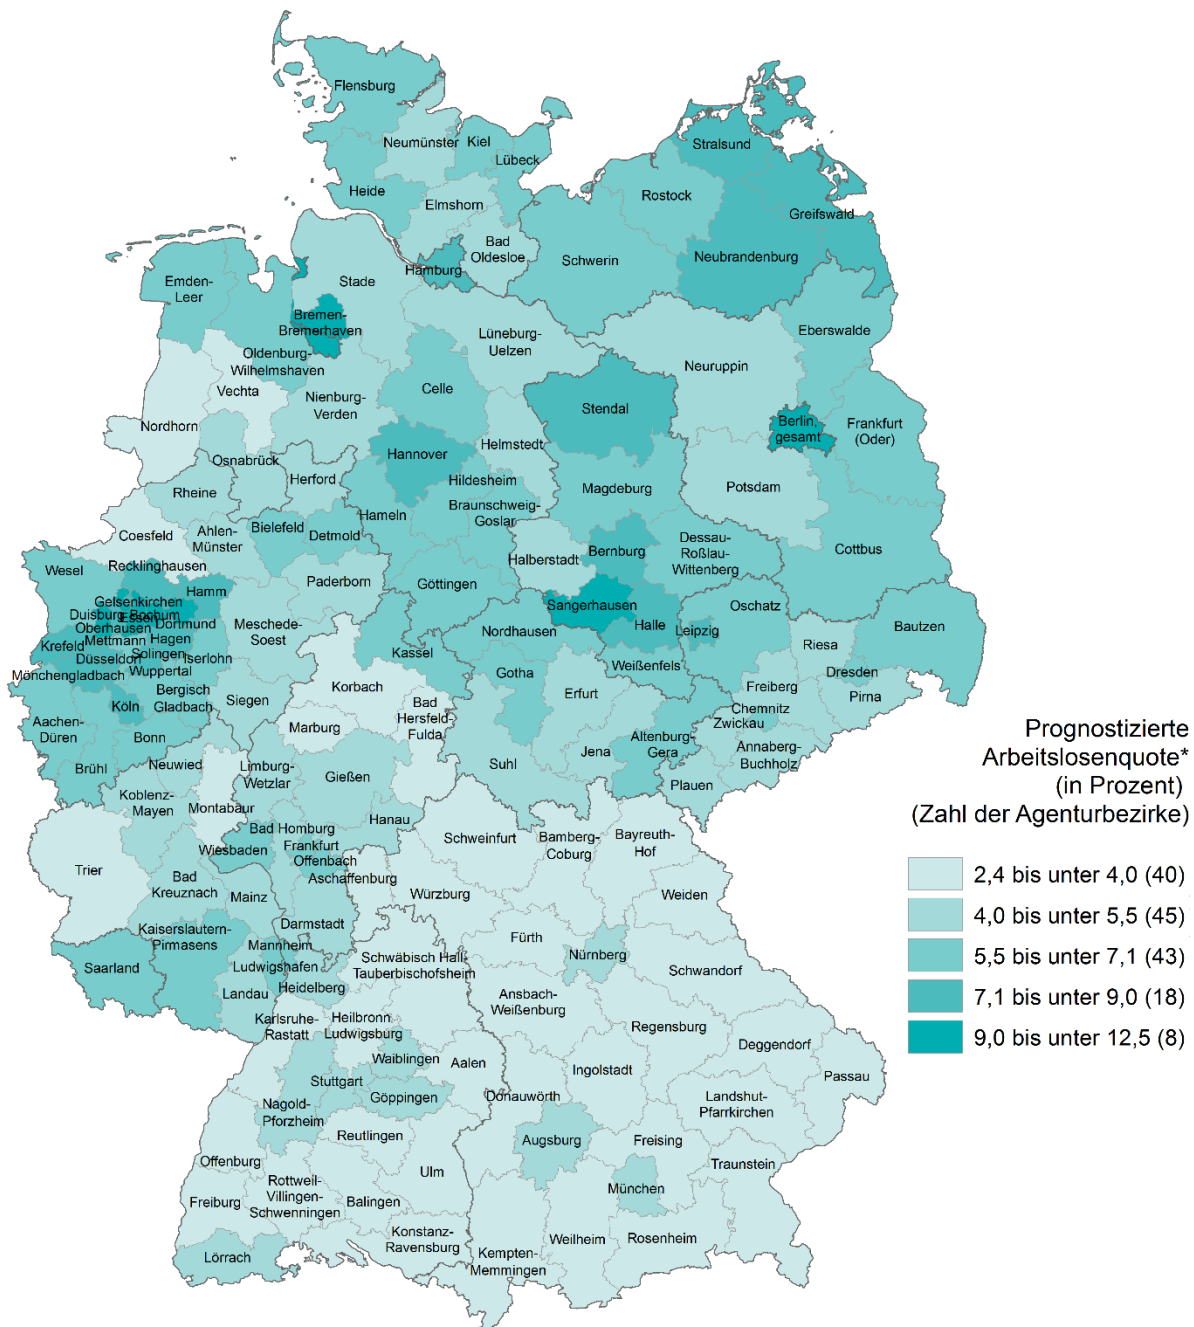 Flensburg
Neumünster
Kiel
Lübeck
Heide
Elmshorn
Bad
Oldesloe
Hamburg
Stralsund
Rostock
Greifswald
Schwerin
Neubrandenburg
Emden-
Leer
Stade
Bremen-
Bremerhaven
Oldenburg-
Wilhelmshaven
Lüneburg-
Uelzen
Neuruppin
Eberswalde
Vechta
Nienburg-
Verden
Celle
Stendal
Berlin,
gesamt
Frankfurt
(Oder)
Nordhorn
Osnabrück
Hannover
Helmstedt
Hildesheim
Magdeburg
Potsdam
Rheine
Herford
Hameln
Braunschweig-
Goslar
Coesfeld
Ahlen-
Münster
Bielefeld
Detmold
Halberstadt
Bernburg
Dessau-
Roßlau-
Wittenberg
Cottbus
Wesel
Recklinghausen
Paderborn
Göttingen
Hamm
Gelsenkirchen
Duisburg
Bochum
Essen
Oberhausen
Dortmund
Meschede-
Soest
Sangerhausen
Halle
Leipzig
Oschatz
Bautzen
Krefeld
Mettmann
Hagen
Düsseldorf
Solingen
Iserlohn
Mönchengladbach
Wuppertal
Kassel
Nordhausen
Weißenfels
Riesa
Dresden
Pirna
Köln
Bergisch
Gladbach
Siegen
Korbach
Bad
Hersfeld-
Fulda
Gotha
Erfurt
Freiberg
Chemnitz
Zwickau
Aachen-
Düren
Bonn
Marburg
Jena
Altenburg-
Gera
Annaberg-
Buchholz
Brühl
Neuwied
Limburg-
Wetzlar
Gießen
Suhl
Plauen
Koblenz-
Mayen
Montabaur
Hanau
Bad Homburg
Wiesbaden
Frankfurt
Offenbach
Aschaffenburg
Schweinfurt
Bamberg-
Coburg
Bayreuth-
Hof
Trier
Bad
Kreuznach
Mainz
Würzburg
Weiden
Kaiserslautern-
Pirmasens
Darmstadt
Mannheim
Fürth
Nürnberg
Saarland
Ludwigshafen
Landau
Heidelberg
Schwäbisch Hall-
Tauberbischofsheim
Schwandorf
Ansbach-
Weißenburg
Karlsruhe-
Rastatt
Heilbronn
Ludwigsburg
Regensburg
Deggendorf
Waiblingen
Aalen
Ingolstadt
Passau
Stuttgart
Göppingen
Donauwörth
Landshut-
Pfarrkirchen
Nagold-
Pforzheim
Reutlingen
Augsburg
Freising
Offenburg
Ulm
Traunstein
Freiburg
Rottweil-
Villingen-
Schwenningen
Balingen
München
Lörrach
Konstanz-
Ravensburg
Kempten-
Memmingen
Weilheim
Rosenheim
Prognostizierte
Arbeitslosenquote*
(in Prozent)
(Zahl der Agenturbezirke)
2,4 bis unter 4,0 (40)
4,0 bis unter 5,5 (45)
5,5 bis unter 7,1 (43)
7,1 bis unter 9,0 (18)
9,0 bis unter 12,5 (8)